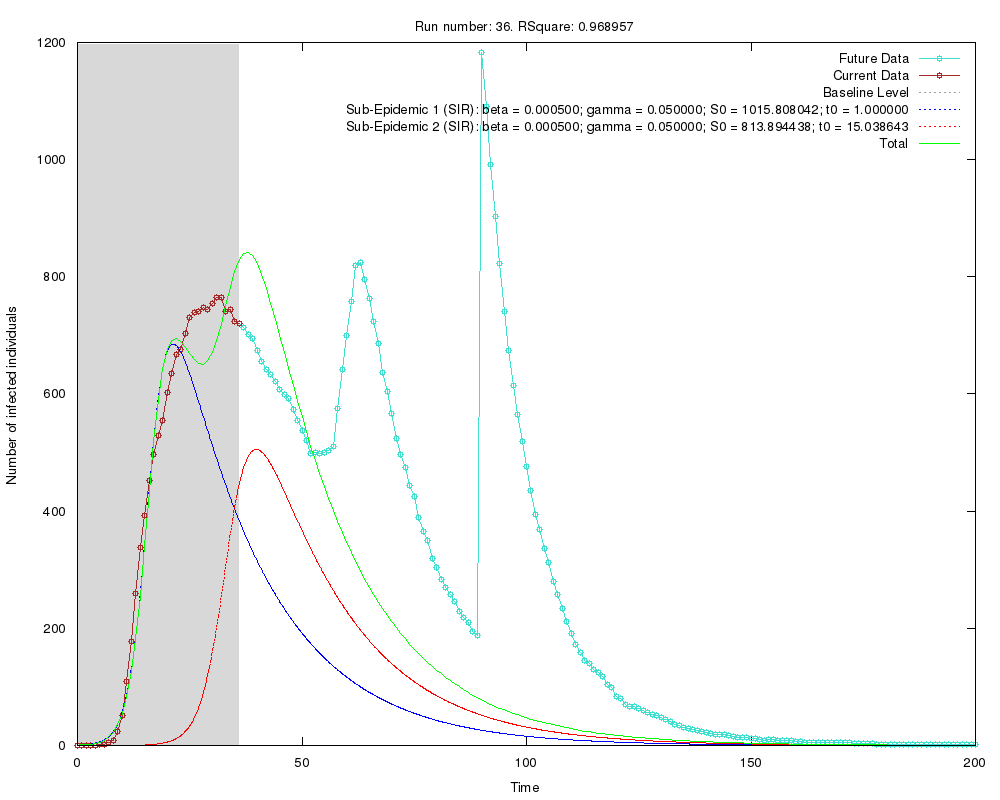 Run number: 36. RSquare: 0.968957
1200
1000
800
600
400
200
0
Number of infected individuals
Future Data
Current Data
Baseline Level
Sub-Epidemic 1 (SIR): beta = 0.000500; gamma = 0.050000; S0 = 1015.808042; t0 = 1.000000
Sub-Epidemic 2 (SIR): beta = 0.000500; gamma = 0.050000; S0 = 813.894438; t0 = 15.038643
Total
0 50 100 150 200
Time